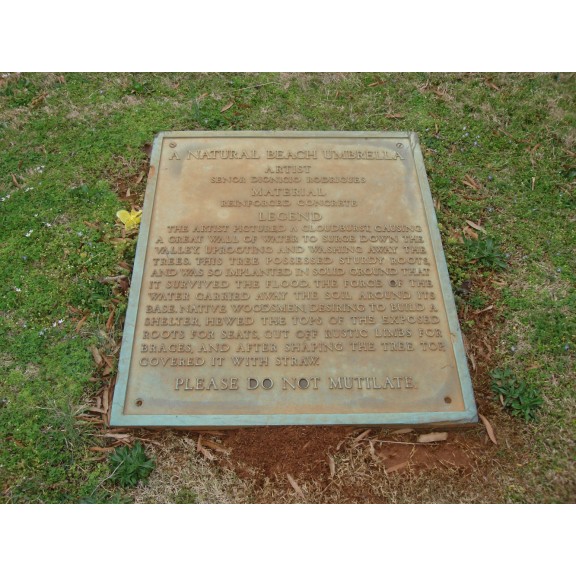 A NATURAL BEACH UMBRELLA
ARTIST
SENOR DIONICIO RODRIGUES
MATERIAL
REINFORCED CONCRETE
LEGEND
THE ARTIST PICTURED A CLOUDBURST, CAUSING
A GREAT WALL OF WATER TO SURGE DOWN THE
VALLEY, UPROOTING AND WASHING AWAY THE
TREES. THIS TREE POSSESSED STURDY ROOTS,
AND WAS SO IMPLANTED IN SOLID GROUND THAT
IT SURVIVED THE FLOOD. THE FORCE OF THE
WATER CARRIED AWAY THE SOIL AROUND ITS
BASE. NATIVE WOODSMEN, DESIRING TO BUILD A
SHELTER, HEWED THE TOPS OF THE EXPOSED
ROOTS FOR SEATS, CUT OFF RUSTIC LIMBS FOR
BRACES, AND AFTER SHAPING THE TREE TOP,
COVERED IT WITH STRAW.
PLEASE DO NOT MUTILATE.